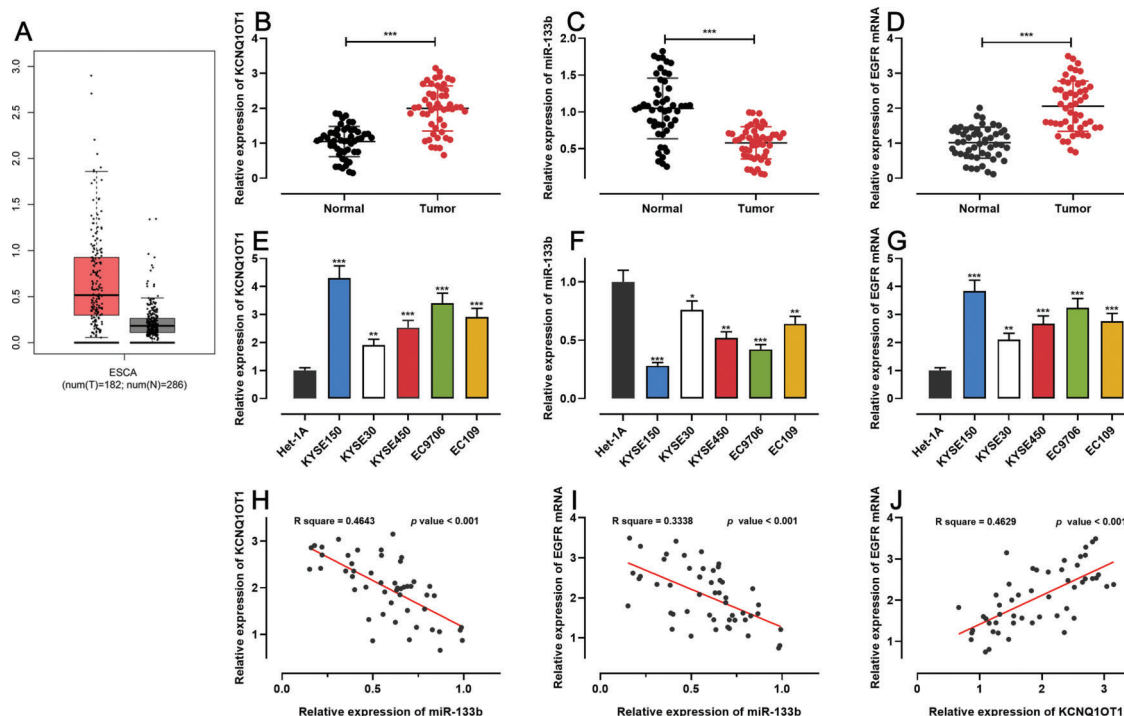 A
3.0
2.5
2.0
1.5
1.0
0.5
0.0
ESCA
(num(T)=182; num(N)=286)
B
Relative expression of KCNQ1OT1
4
3
2
1
0
***
Normal
Tumor
C
Relative expression of miR-133b
2.0
1.5
1.0
0.5
***
Normal
Tumor
D
Relative expression of EGFR mRNA
4
3
2
1
0
***
Normal
Tumor
E
Relative expression of KCNQ1OT1
5
4
3
2
1
0
***
**
***
***
***
Het-1A
KYSE150
KYSE30
KYSE450
EC9706
EC109
F
Relative expression of miR-133b
1.0
0.5
0.0
***
*
**
***
**
Het-1A
KYSE150
KYSE30
KYSE450
EC9706
EC109
G
Relative expression of EGFR mRNA
5
4
3
2
1
0
***
**
***
***
***
Het-1A
KYSE150
KYSE30
KYSE450
EC9706
EC109
H
Relative expression of KCNQ1OT1
R square = 0.4643
p value < 0.001
3
2
1
0.0
0.5
1.0
Relative expression of miR-133b
I
Relative expression of EGFR mRNA
R square = 0.3338
p value < 0.001
4
3
2
1
0.0
0.5
1.0
Relative expression of miR-133b
J
Relative expression of EGFR mRNA
R square = 0.4629
p value < 0.001
4
3
2
1
0
1
2
3
Relative expression of KCNQ1OT1